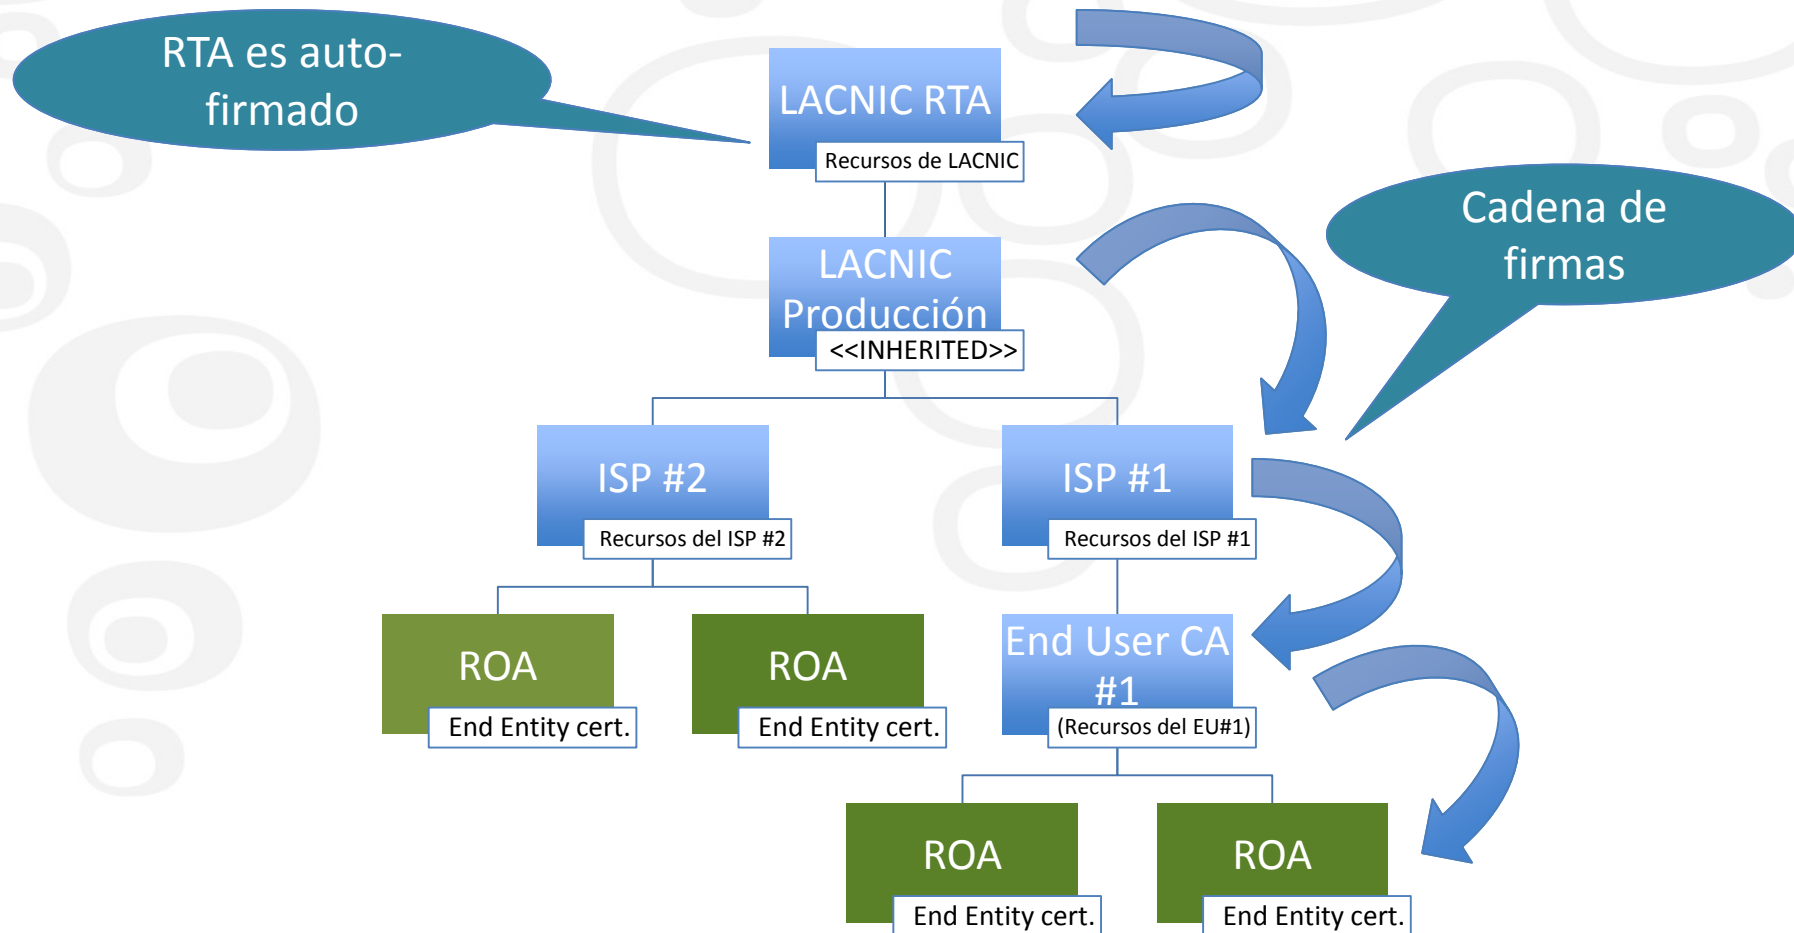 RTA es auto-
firmado
LACNIC RTA
Recursos de LACNIC
Cadena de
firmas
LACNIC
Producción
<<INHERITED>>
ISP #2
Recursos del ISP #2
ISP #1
Recursos del ISP #1
ROA
End Entity cert.
ROA
End Entity cert.
End User CA
#1
(Recursos del EU#1)
ROA
End Entity cert.
ROA
End Entity cert.